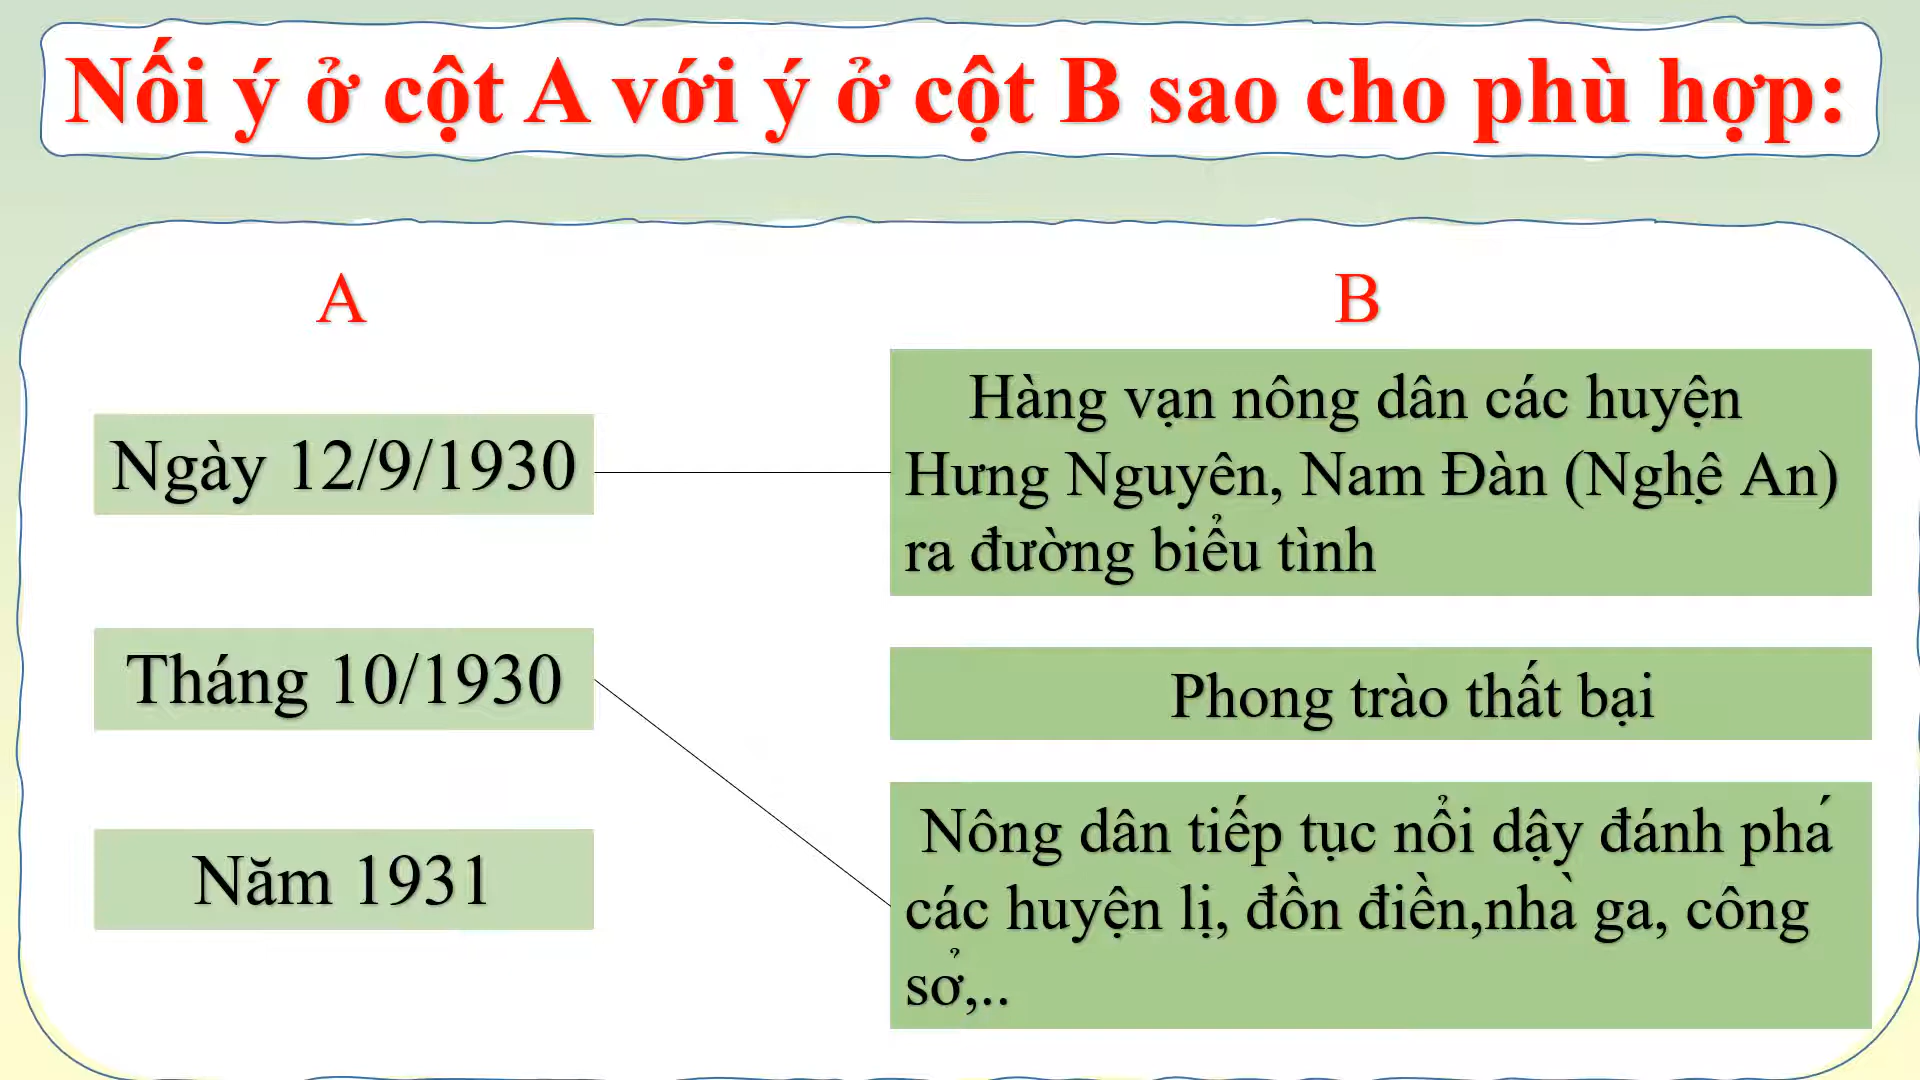 Nối ý ở cột A với ý ở cột B sao cho phù hợp:
A
B
Ngày 12/9/1930
Hàng vạn nông dân các huyện
Hưng Nguyên, Nam Đàn (Nghệ An)
ra đường biểu tình
Tháng 10/1930
Phong trào thất bại
Năm 1931
Nông dân tiếp tục nổi dậy đánh phá
các huyện lị, đồn điền,nhà ga, công
sở,..